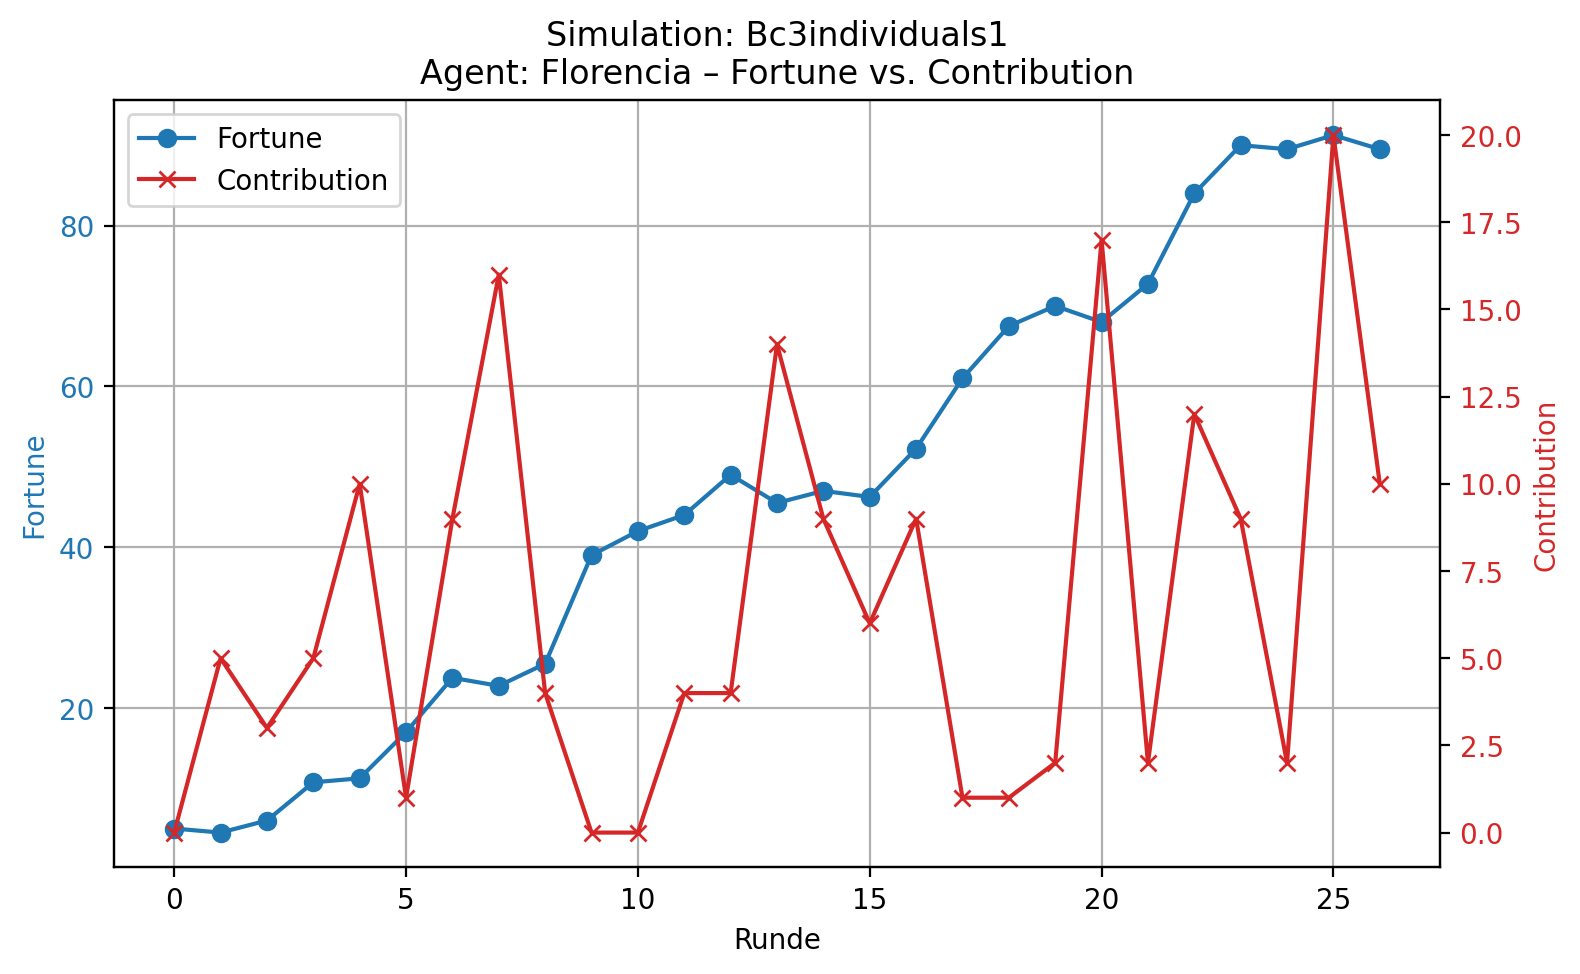 Simulation: Bc3individuals1
Agent: Florencia – Fortune vs. Contribution
Fortune
Contribution
80
60
40
20
Fortune
20.0
17.5
15.0
12.5
10.0
7.5
5.0
2.5
0.0
Contribution
0 5 10 15 20 25
Runde